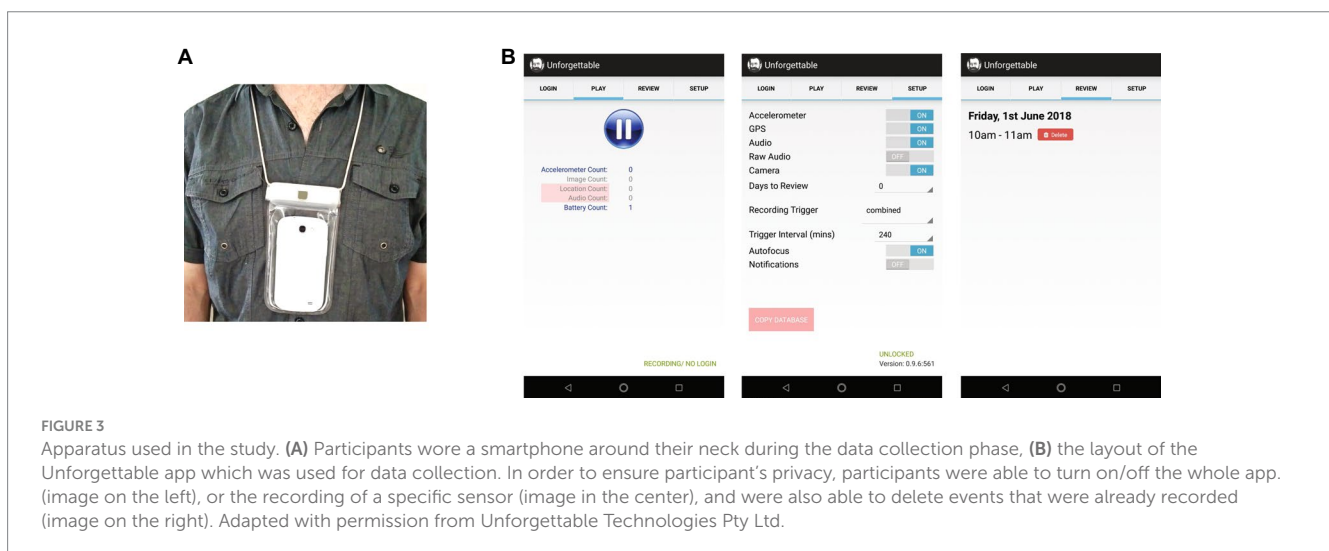 A
B
Unforgettable
LOGIN PLAY REVIEW SETUP
Accelerometer Count: 0
Image Count: 0
Location Count: 0
Audio Count: 0
Battery Count: 1
RECORDING/ NO LOGIN
Unforgettable
LOGIN PLAY REVIEW SETUP
Accelerometer ON
GPS ON
Audio ON
Raw Audio OFF
Camera ON
Days to Review 0
Recording Trigger combined
Trigger Interval (mins) 240
Autofocus ON
Notifications OFF
COPY DATABASE
UNLOCKED
Version: 0.9.6:561
Unforgettable
LOGIN PLAY REVIEW SETUP
Friday, 1st June 2018
10am - 11am Delete
FIGURE 3
Apparatus used in the study. (A) Participants wore a smartphone around their neck during the data collection phase, (B) the layout of the
Unforgettable app which was used for data collection. In order to ensure participant's privacy, participants were able to turn on/off the whole app.
(image on the left), or the recording of a specific sensor (image in the center), and were also able to delete events that were already recorded
(image on the right). Adapted with permission from Unforgettable Technologies Pty Ltd.